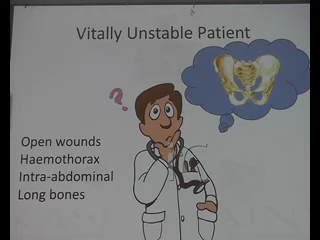 Vitally Unstable Patient
?
Open wounds
Haemothorax
Intra-abdominal
Long bones